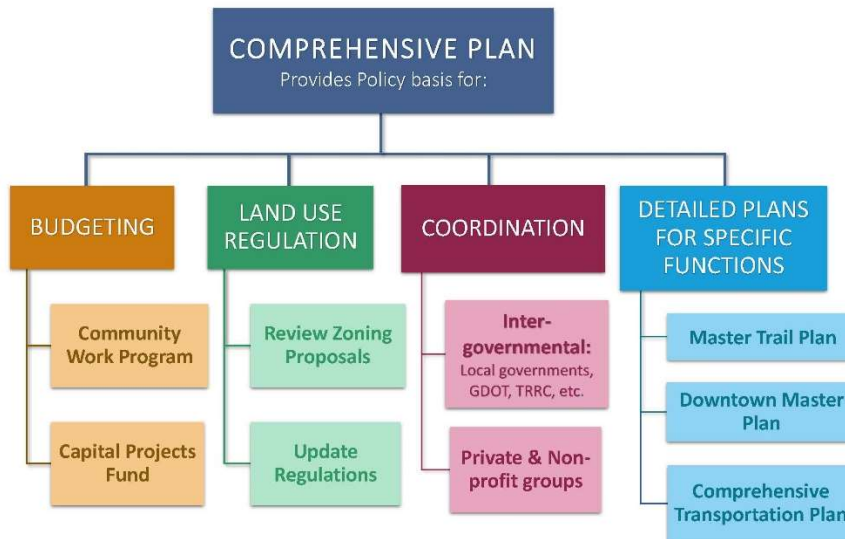 COMPREHENSIVE PLAN
Provides Policy basis for:
BUDGETING
Community
Work Program
Capital Projects
Fund
LAND USE
REGULATION
Review Zoning
Proposals
Update
Regulations
COORDINATION
Inter-
governmental:
Local governments,
GDOT, TRRC, etc.
Private & Non-
profit groups
DETAILED PLANS
FOR SPECIFIC
FUNCTIONS
Master Trail Plan
Downtown Master
Plan
Comprehensive
Transportation Plan